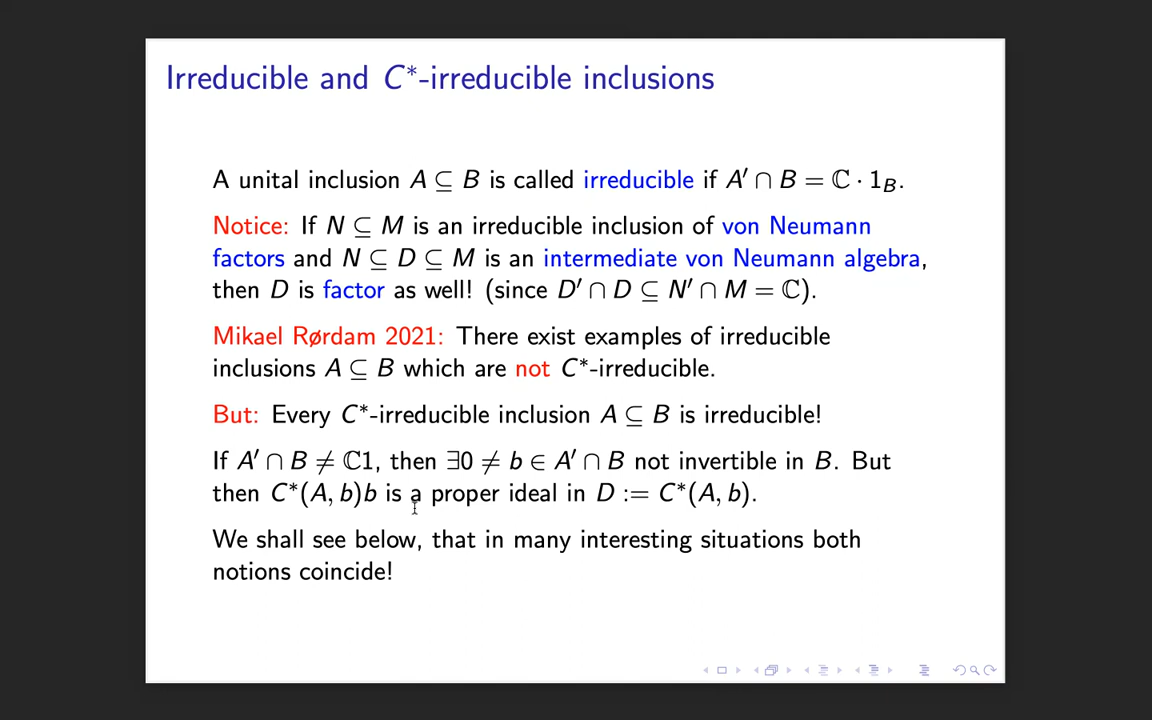 Irreducible and C*-irreducible inclusions
A unital inclusion A ⊆ B is called irreducible if A′ ∩ B = ℂ · 1_B.
Notice: If N ⊆ M is an irreducible inclusion of von Neumann
factors and N ⊆ D ⊆ M is an intermediate von Neumann algebra,
then D is factor as well! (since D′ ∩ D ⊆ N′ ∩ M = ℂ).
Mikael Rørdam 2021: There exist examples of irreducible
inclusions A ⊆ B which are not C*-irreducible.
But: Every C*-irreducible inclusion A ⊆ B is irreducible!
If A′ ∩ B ≠ ℂ1, then ∃0 ≠ b ∈ A′ ∩ B not invertible in B. But
then C*(A, b)b is a proper ideal in D := C*(A, b).
We shall see below, that in many interesting situations both
notions coincide!